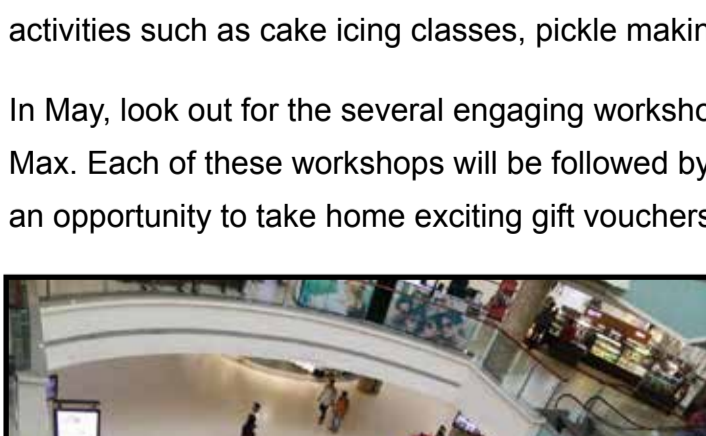 activities such as cake icing classes, pickle makin
In May, look out for the several engaging worksho
Max. Each of these workshops will be followed by
an opportunity to take home exciting gift vouchers